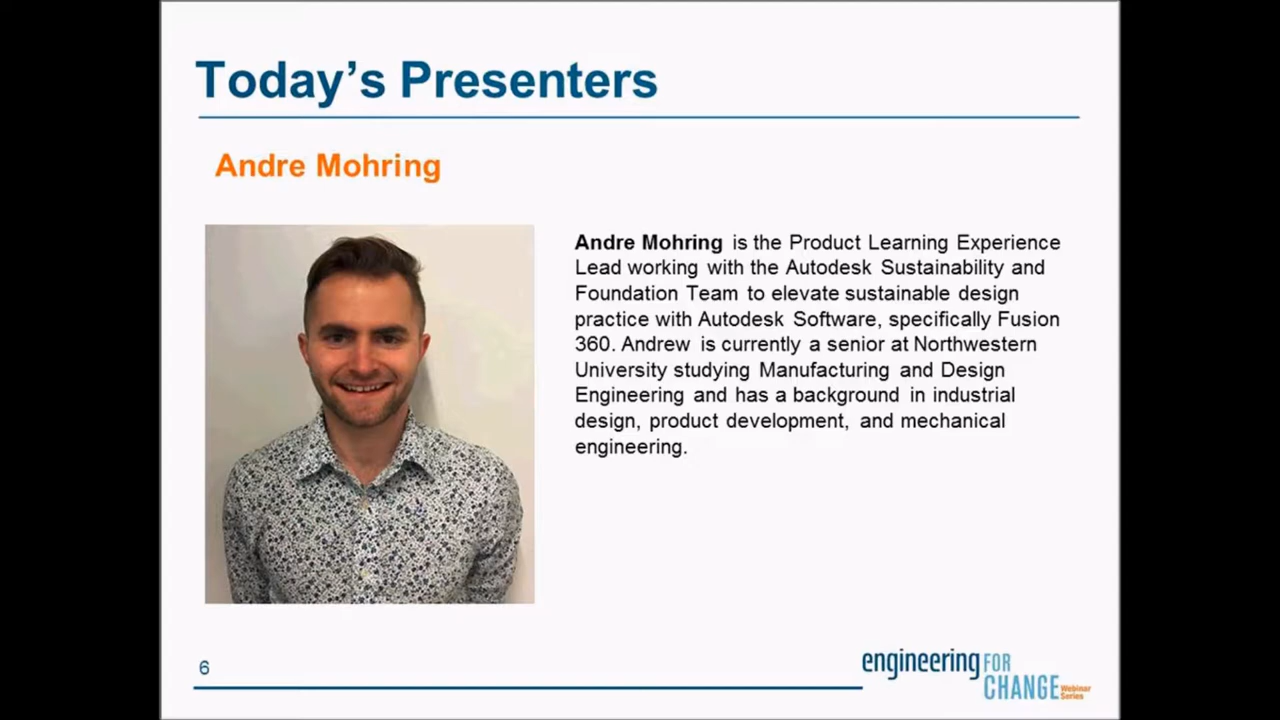 Today’s Presenters
Andre Mohring
Andre Mohring is the Product Learning Experience
Lead working with the Autodesk Sustainability and
Foundation Team to elevate sustainable design
practice with Autodesk Software, specifically Fusion
360. Andrew is currently a senior at Northwestern
University studying Manufacturing and Design
Engineering and has a background in industrial
design, product development, and mechanical
engineering.
6
engineering FOR
CHANGE Webinar
Series